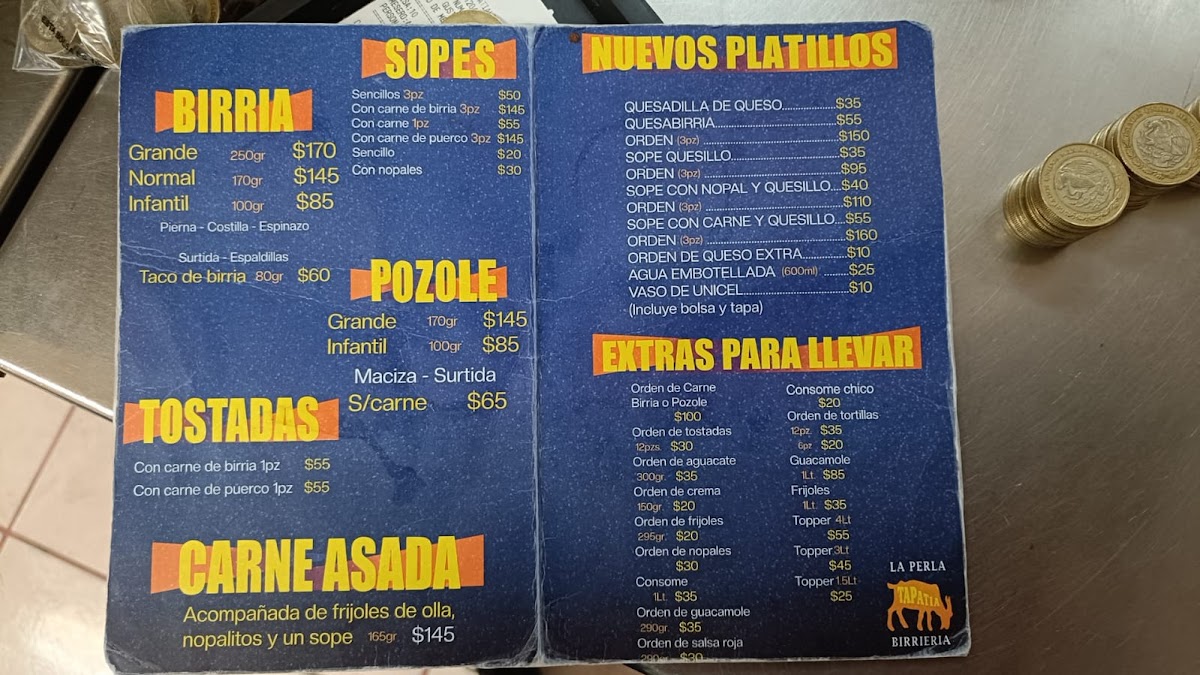 BIRRIA
Grande 250gr $170
Normal 170gr $145
Infantil 100gr $85
Pierna - Costilla - Espinazo
Surtida - Espaldillas
Taco de birria 80gr $60
SOPES
Sencillos 3pz $50
Con carne de birria 3pz $145
Con carne 1pz $55
Con carne de puerco 3pz $145
Sencillo $20
Con nopales $30
POZOLE
Grande 170gr $145
Infantil 100gr $85
Maciza - Surtida
S/carne $65
TOSTADAS
Con carne de birria 1pz $55
Con carne de puerco 1pz $55
CARNE ASADA
Acompañada de frijoles de olla,
nopalitos y un sope 165gr. $145
NUEVOS PLATILLOS
QUESADILLA DE QUESO..............$35
QUESABIRRIA..............................$55
ORDEN (3pz)...............................$150
SOPE QUESILLO..........................$35
ORDEN (3pz)...............................$95
SOPE CON NOPAL Y QUESILLO....$40
ORDEN (3pz)...............................$110
SOPE CON CARNE Y QUESILLO....$55
ORDEN (3pz)...............................$160
ORDEN DE QUESO EXTRA...........$10
AGUA EMBOTELLADA (600ml).......$25
VASO DE UNICEL........................$10
(Incluye bolsa y tapa)
EXTRAS PARA LLEVAR
Orden de Carne
Birria o Pozole
$100
Orden de tostadas
12pzs. $30
Orden de aguacate
300gr. $35
Orden de crema
150gr. $20
Orden de frijoles
295gr. $20
Orden de nopales
$30
Consome
1Lt. $35
Orden de guacamole
290gr. $35
Orden de salsa roja
290gr. $30
Consome chico
$20
Orden de tortillas
12pz. $35
6pz $20
Guacamole
1Lt. $85
Frijoles
1Lt. $35
Topper 4Lt
$55
Topper 3Lt
$45
Topper 1.5Lt
$25
LA PERLA
TAPATIA
BIRRIERIA